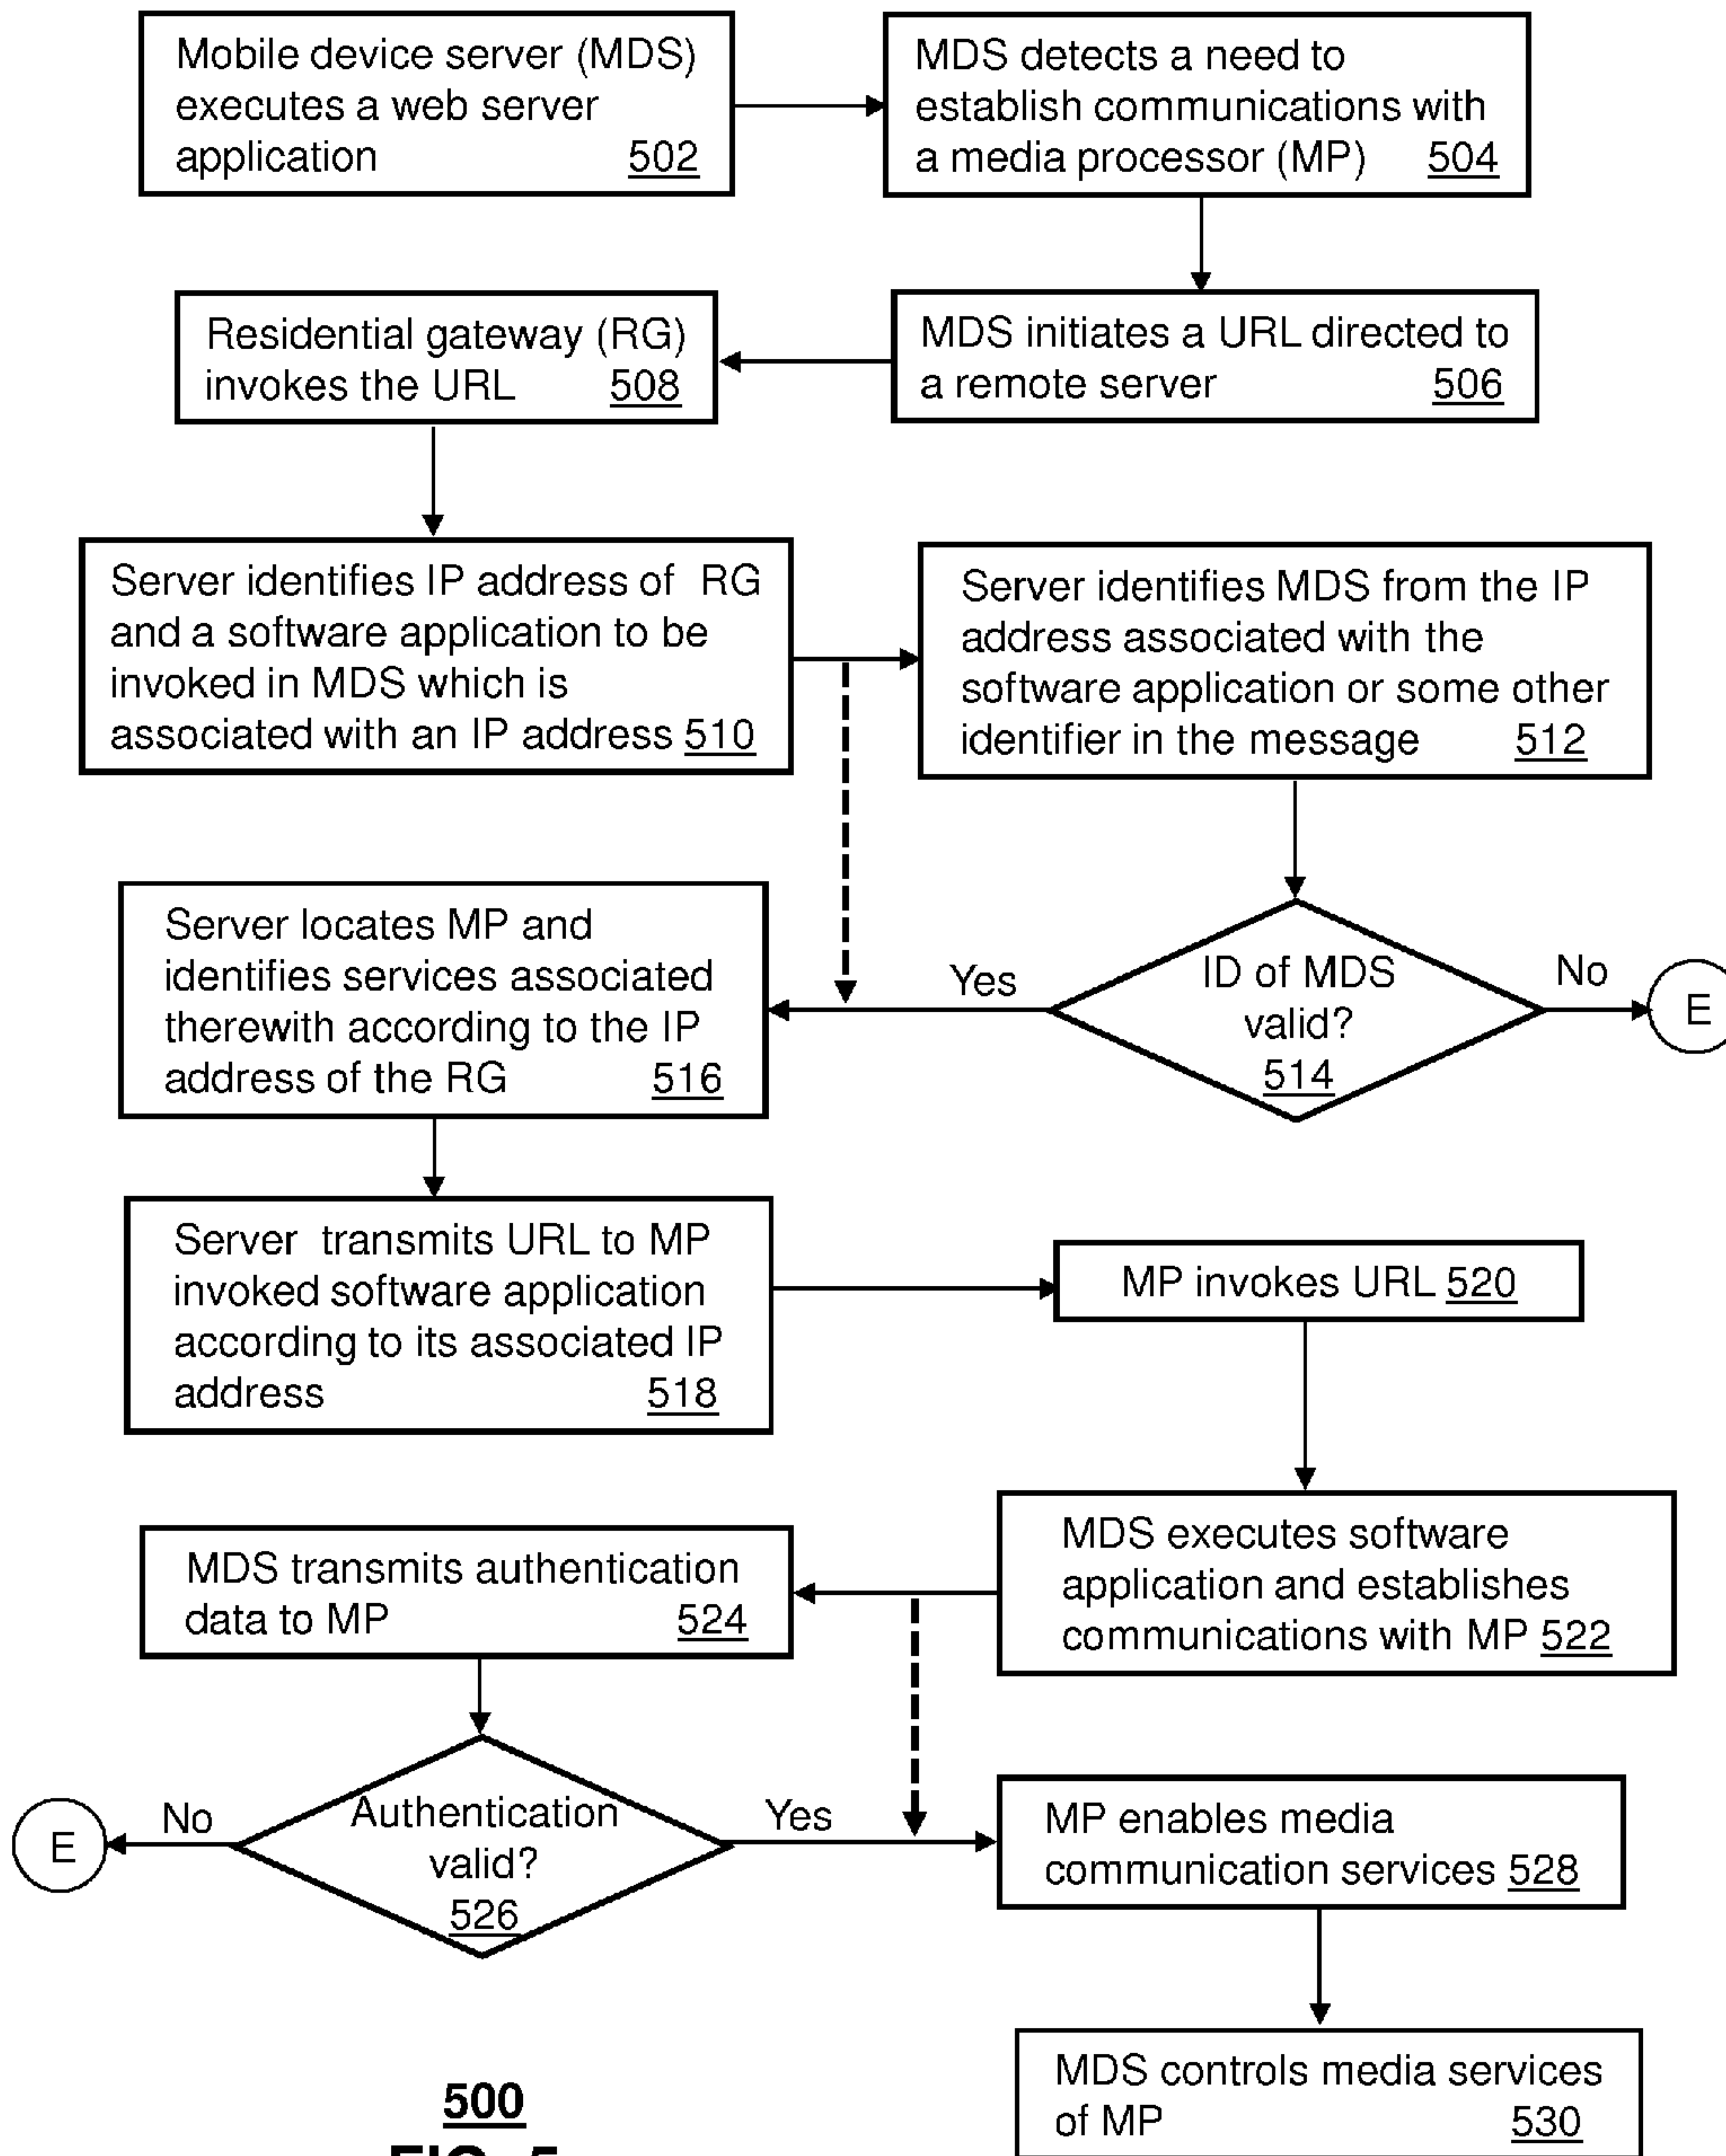 Mobile device server (MDS)
executes a web server
application 502
MDS detects a need to
establish communications with
a media processor (MP) 504
MDS initiates a URL directed to
a remote server 506
Residential gateway (RG)
invokes the URL 508
Server identifies IP address of RG
and a software application to be
invoked in MDS which is
associated with an IP address 510
Server identifies MDS from the IP
address associated with the
software application or some other
identifier in the message 512
ID of MDS
valid?
514
Yes
No
E
Server locates MP and
identifies services associated
therewith according to the IP
address of the RG 516
Server transmits URL to MP
invoked software application
according to its associated IP
address 518
MP invokes URL 520
MDS executes software
application and establishes
communications with MP 522
MDS transmits authentication
data to MP 524
Authentication
valid?
526
No
E
Yes
MP enables media
communication services 528
MDS controls media services
of MP 530
500
FIG. 5